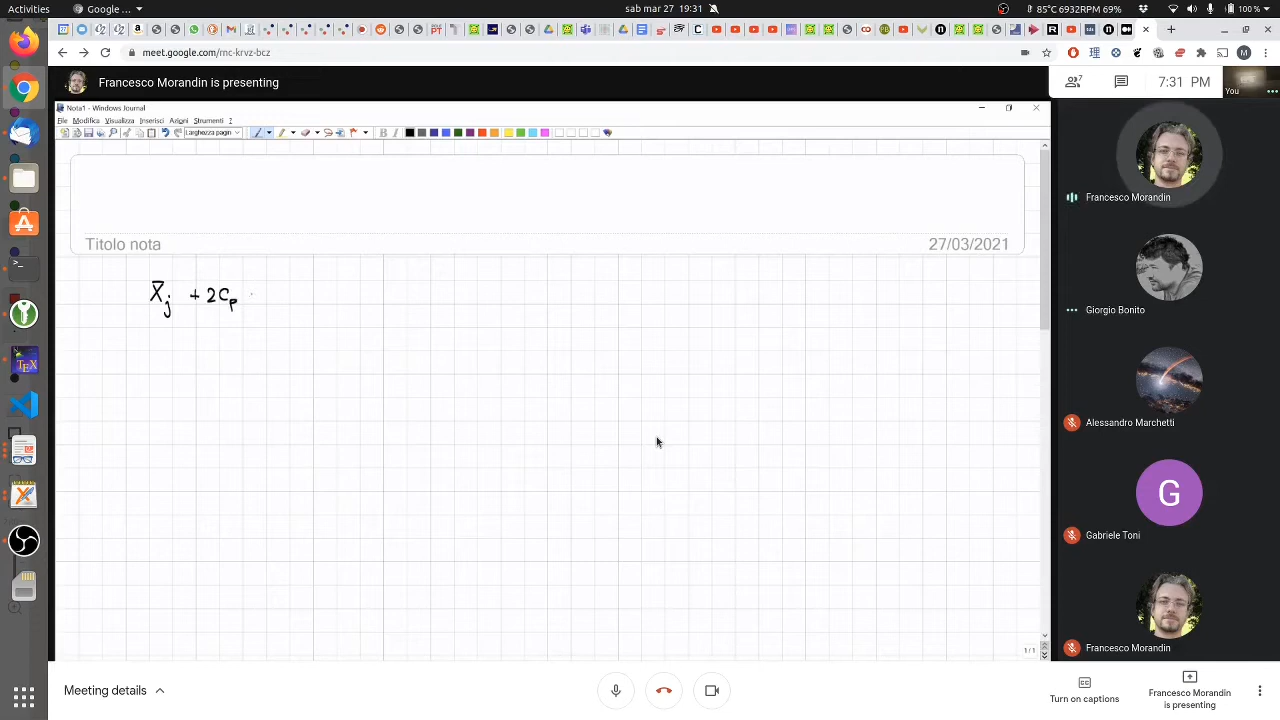 Activities Google ... sab mar 27 19:31 85°C 6932RPM 69% 100 %
meet.google.com/mc-krvz-bcz
Francesco Morandin is presenting
7:31 PM
You
Nota1 - Windows Journal
File Modifica Visualizza Inserisci Azioni Strumenti ?
Larghezza pagin
Titolo nota 27/03/2021
X̄j + 2Cp
1/1
Francesco Morandin
Giorgio Bonito
Alessandro Marchetti
G
Gabriele Toni
Francesco Morandin
Meeting details
Turn on captions
Francesco Morandin
is presenting